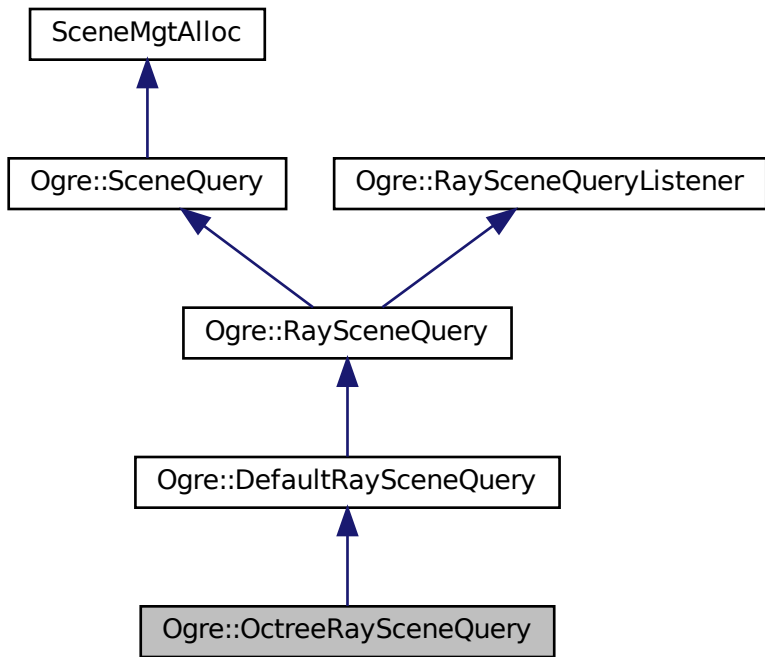 SceneMgtAlloc
Ogre::SceneQuery
Ogre::RaySceneQueryListener
Ogre::RaySceneQuery
Ogre::DefaultRaySceneQuery
Ogre::OctreeRaySceneQuery